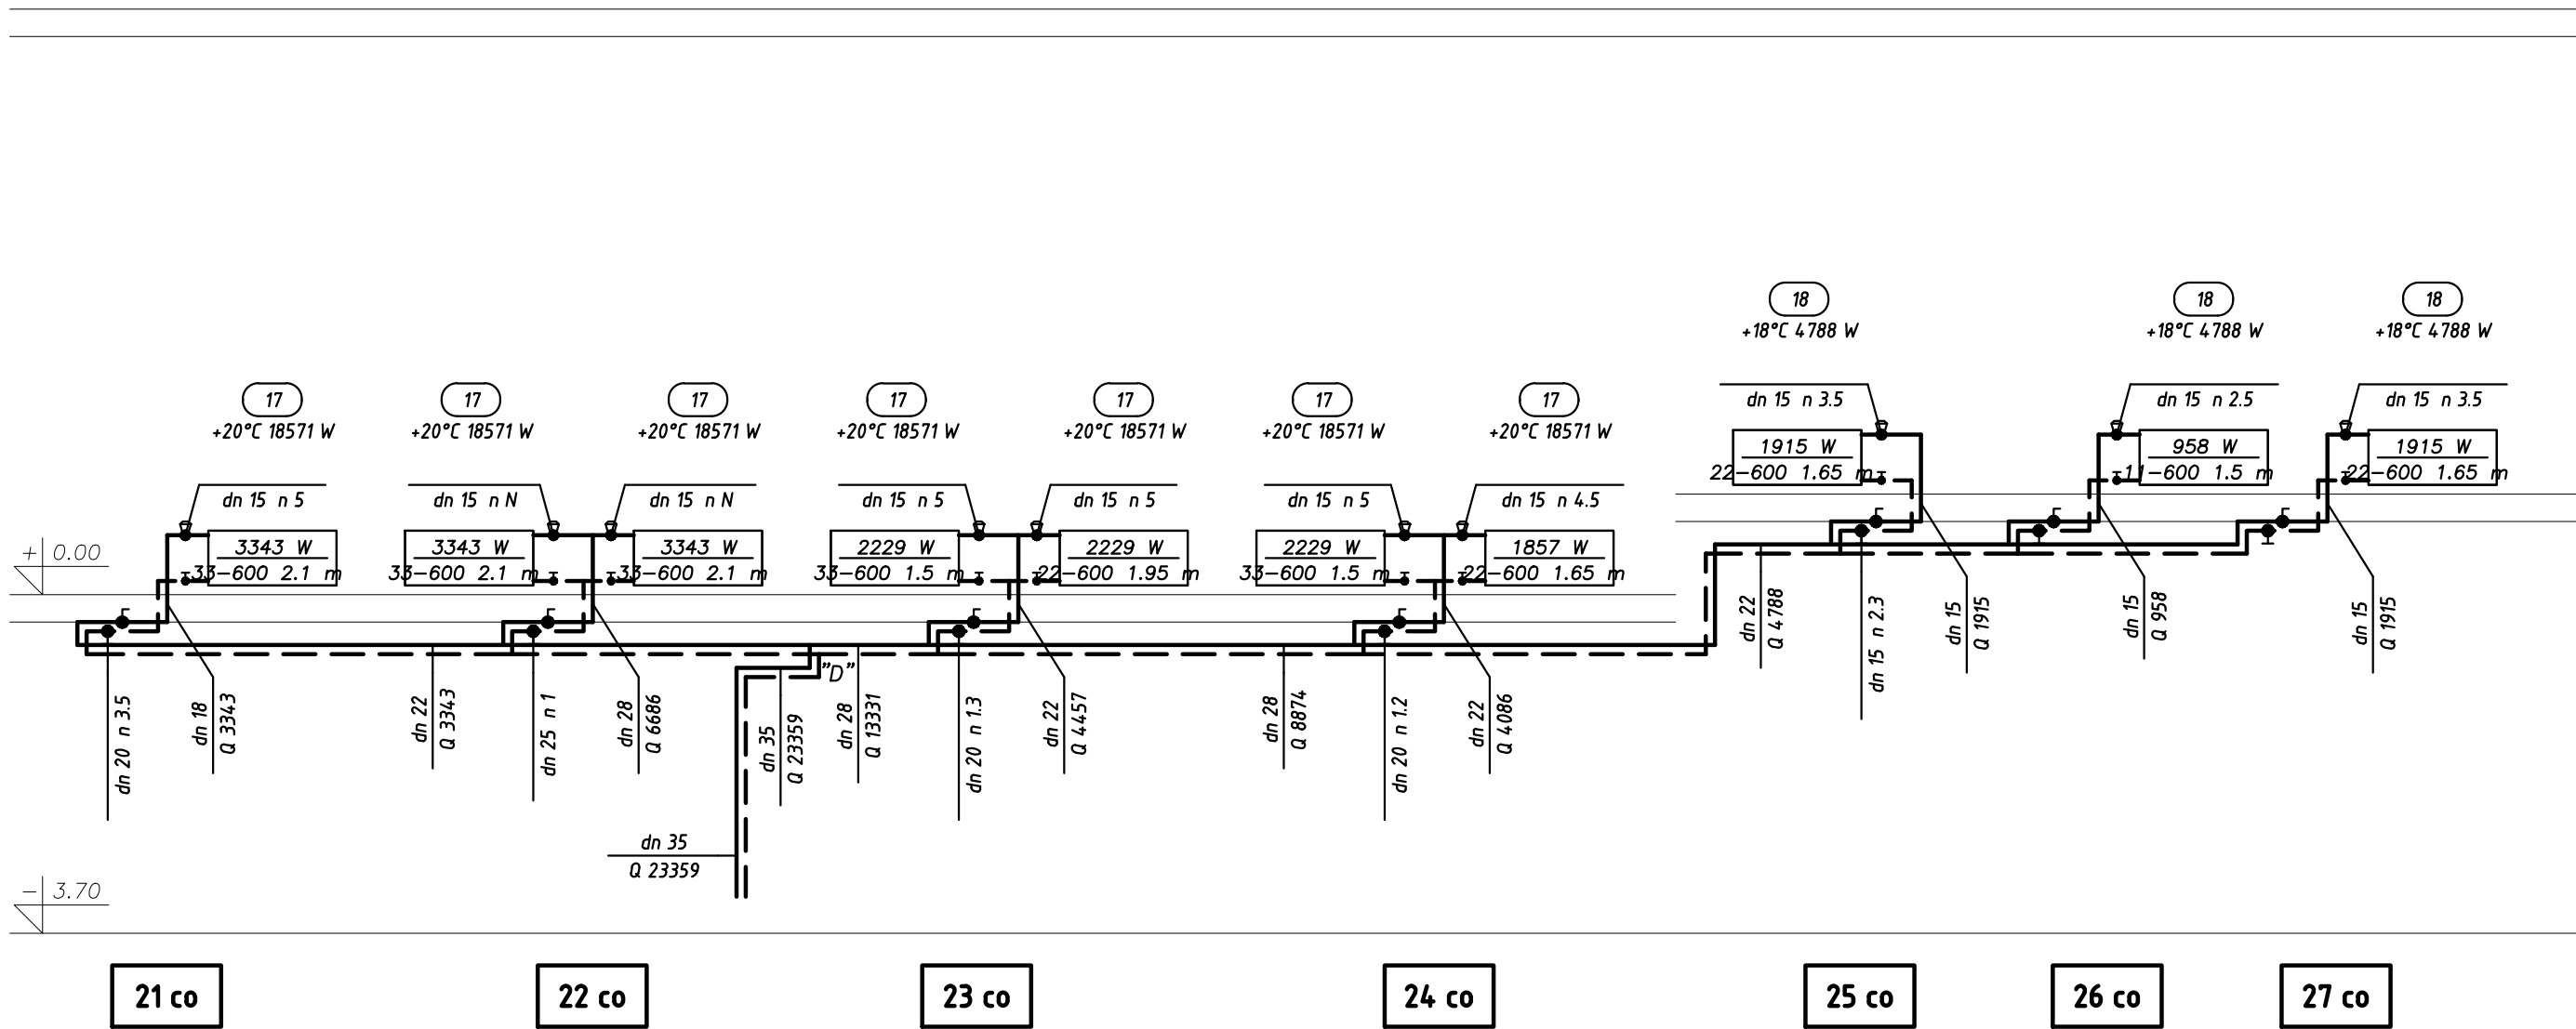 18
18
18
+18°C 4788 W
+18°C 4788 W
+18°C 4788 W
17
17
17
17
17
17
17
+20°C 18571 W
+20°C 18571 W
+20°C 18571 W
+20°C 18571 W
+20°C 18571 W
+20°C 18571 W
+20°C 18571 W
dn 15 n 3.5
dn 15 n 2.5
dn 15 n 3.5
1915 W
22-600 1.65 m
958 W
11-600 1.5 m
1915 W
22-600 1.65 m
dn 15 n 5
dn 15 n N
dn 15 n N
dn 15 n 5
dn 15 n 5
dn 15 n 5
dn 15 n 4.5
+ 0.00
3343 W
33-600 2.1 m
3343 W
33-600 2.1 m
3343 W
33-600 2.1 m
2229 W
33-600 1.5 m
2229 W
22-600 1.95 m
2229 W
33-600 1.5 m
1857 W
22-600 1.65 m
dn 22
Q 4788
dn 15 n 2.3
dn 15
Q 1915
dn 15
Q 958
dn 15
Q 1915
"D"
dn 20 n 3.5
dn 18
Q 3343
dn 22
Q 3343
dn 25 n 1
dn 28
Q 6686
dn 35
Q 23359
dn 28
Q 13331
dn 20 n 1.3
dn 22
Q 4457
dn 28
Q 8874
dn 20 n 1.2
dn 22
Q 4086
dn 35
Q 23359
- 3.70
21 co
22 co
23 co
24 co
25 co
26 co
27 co